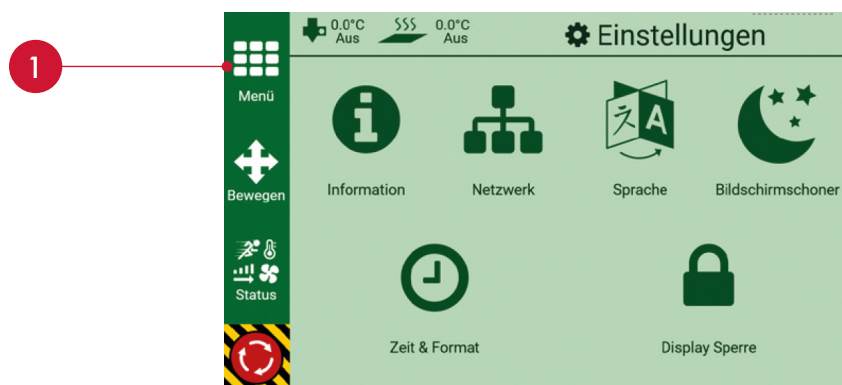 1
0.0°C
Aus
0.0°C
Aus
Einstellungen
Menü
Bewegen
Status
Information
Netzwerk
Sprache
Bildschirmschoner
Zeit & Format
Display Sperre
文 A